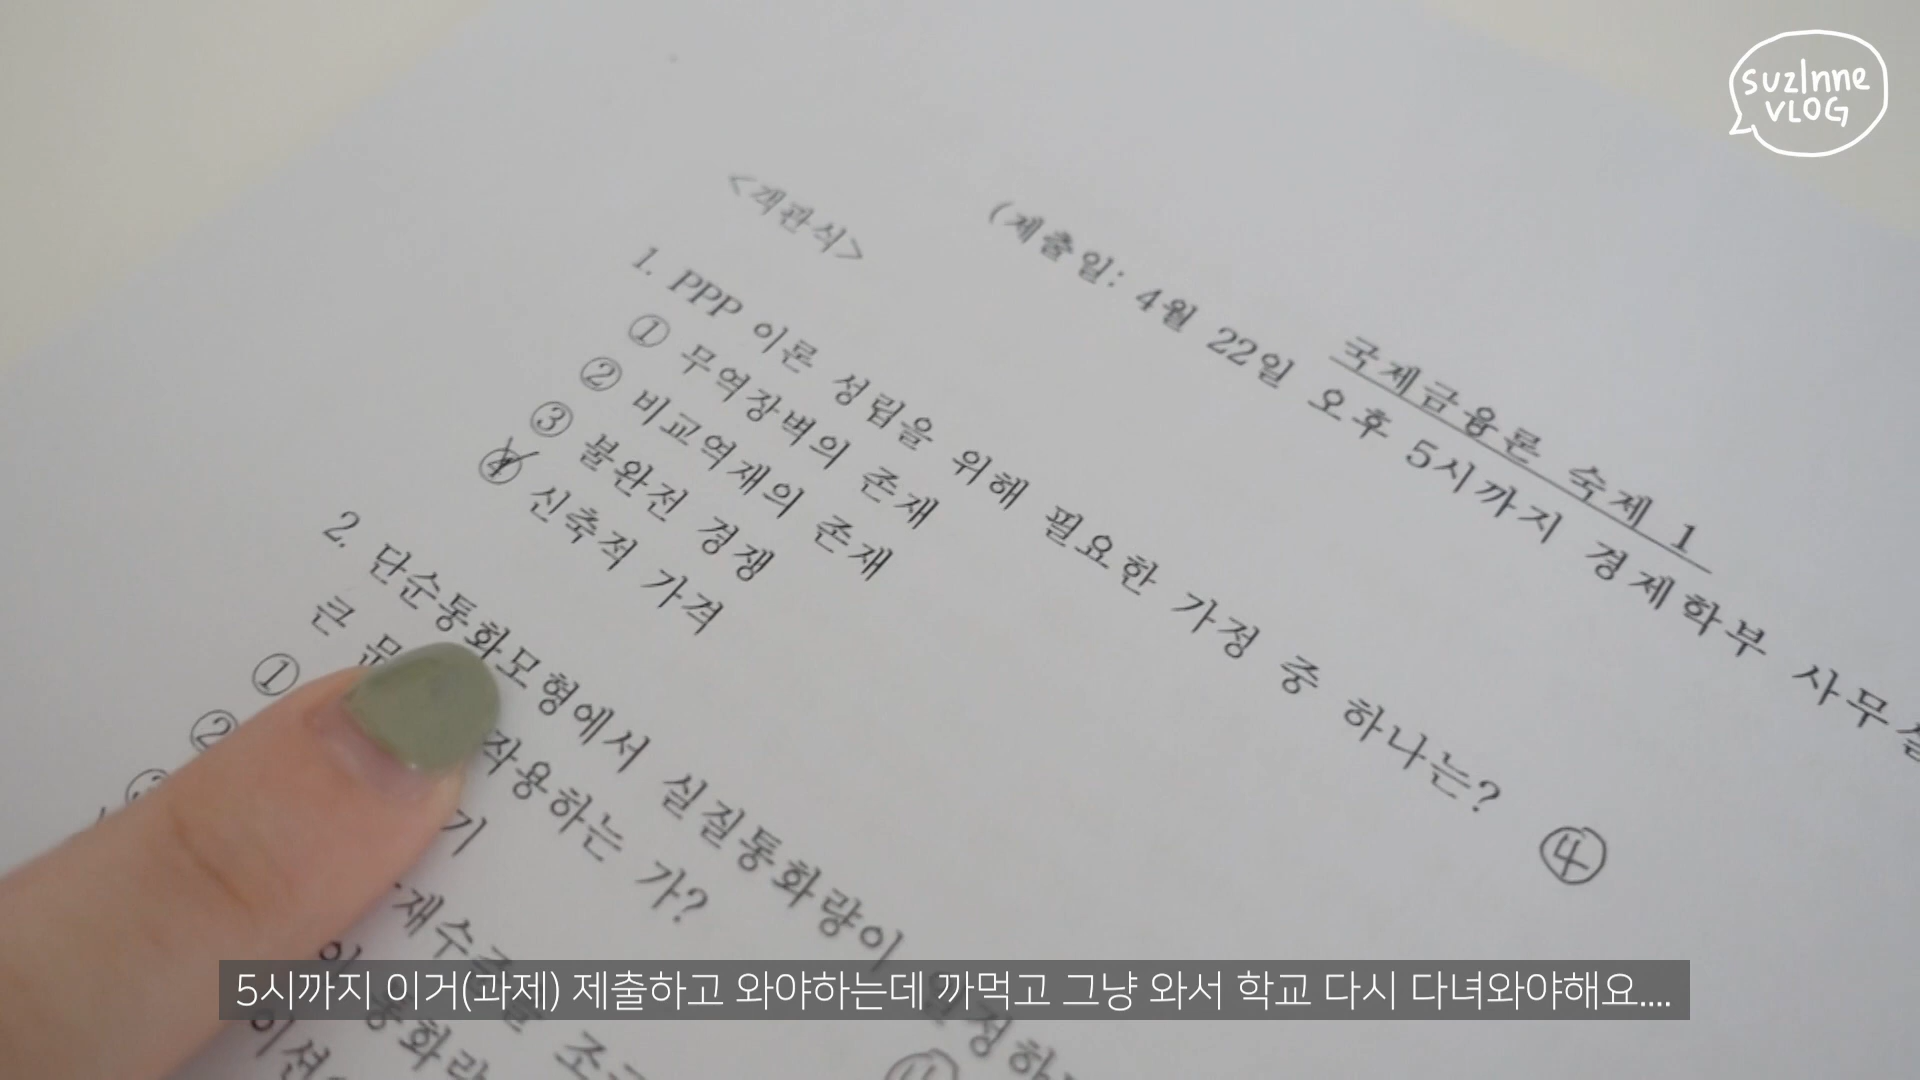 suzInne
VLOG
국제금융론 숙제 1
(제출일: 4월 22일 오후 5시까지 경제학부
<객관식>
1. PPP 이론 성립을 위해 필요한 가정 중 하나는? ④
① 무역장벽의 존재
② 비교역재의 존재
③ 불완전 경쟁
④ 신축적 가격
2. 단순통화모형에서 실질통화량이
큰 작용하는 가?
①
②
③
5시까지 이거(과제) 제출하고 와야하는데 까먹고 그냥 와서 학교 다시 다녀와야해요....